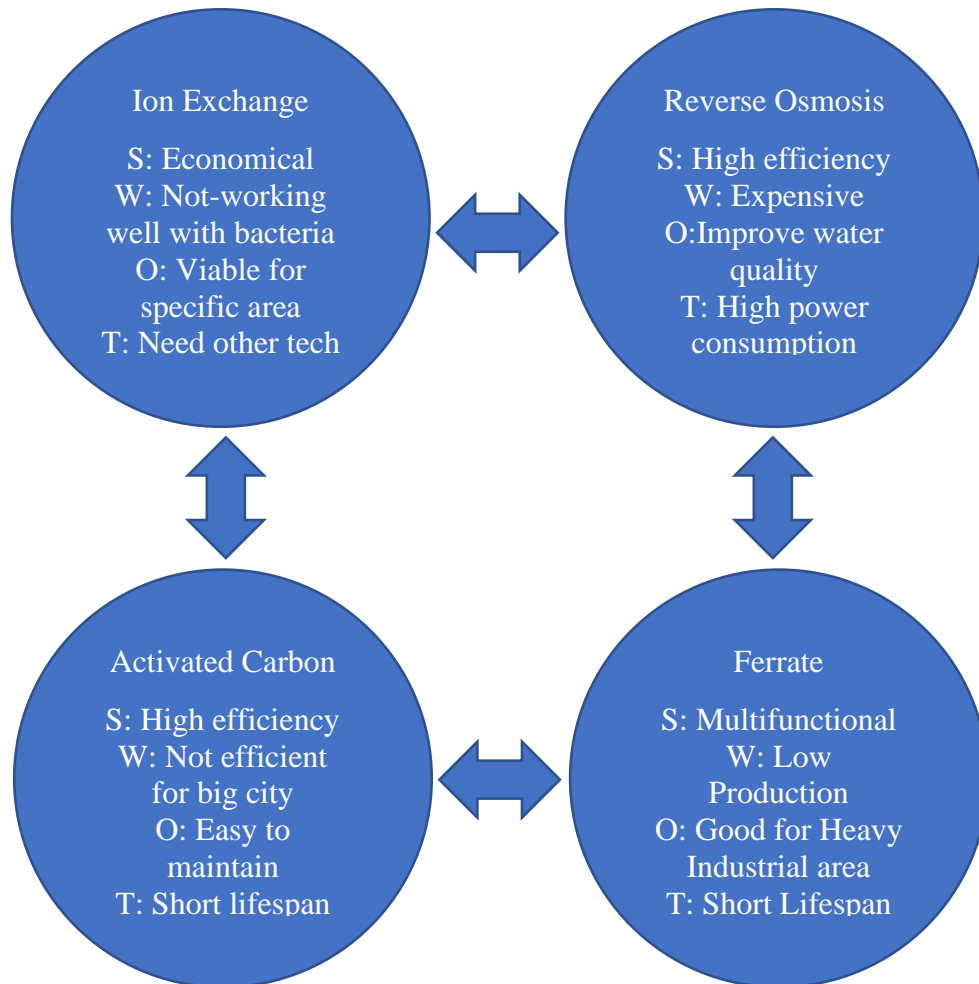 Ion Exchange
S: Economical
W: Not-working
well with bacteria
O: Viable for
specific area
T: Need other tech
Reverse Osmosis
S: High efficiency
W: Expensive
O:Improve water
quality
T: High power
consumption
Activated Carbon
S: High efficiency
W: Not efficient
for big city
O: Easy to
maintain
T: Short lifespan
Ferrate
S: Multifunctional
W: Low
Production
O: Good for Heavy
Industrial area
T: Short Lifespan